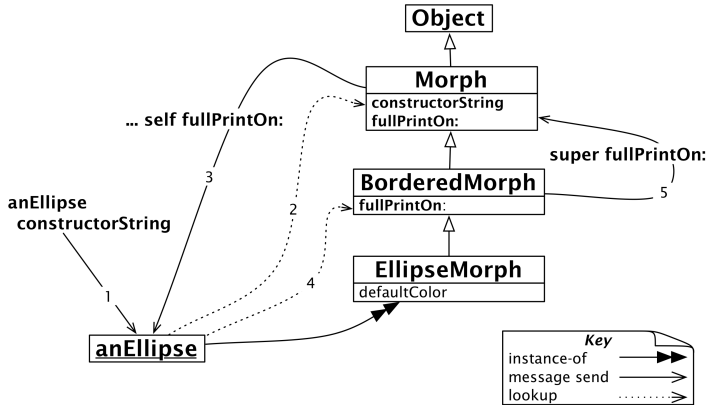 Object
Morph
constructorString
fullPrintOn:
... self fullPrintOn:
super fullPrintOn:
3
BorderedMorph
fullPrintOn:
5
2
anEllipse
constructorString
4
EllipseMorph
defaultColor
1
anEllipse
Key
instance-of
message send
lookup